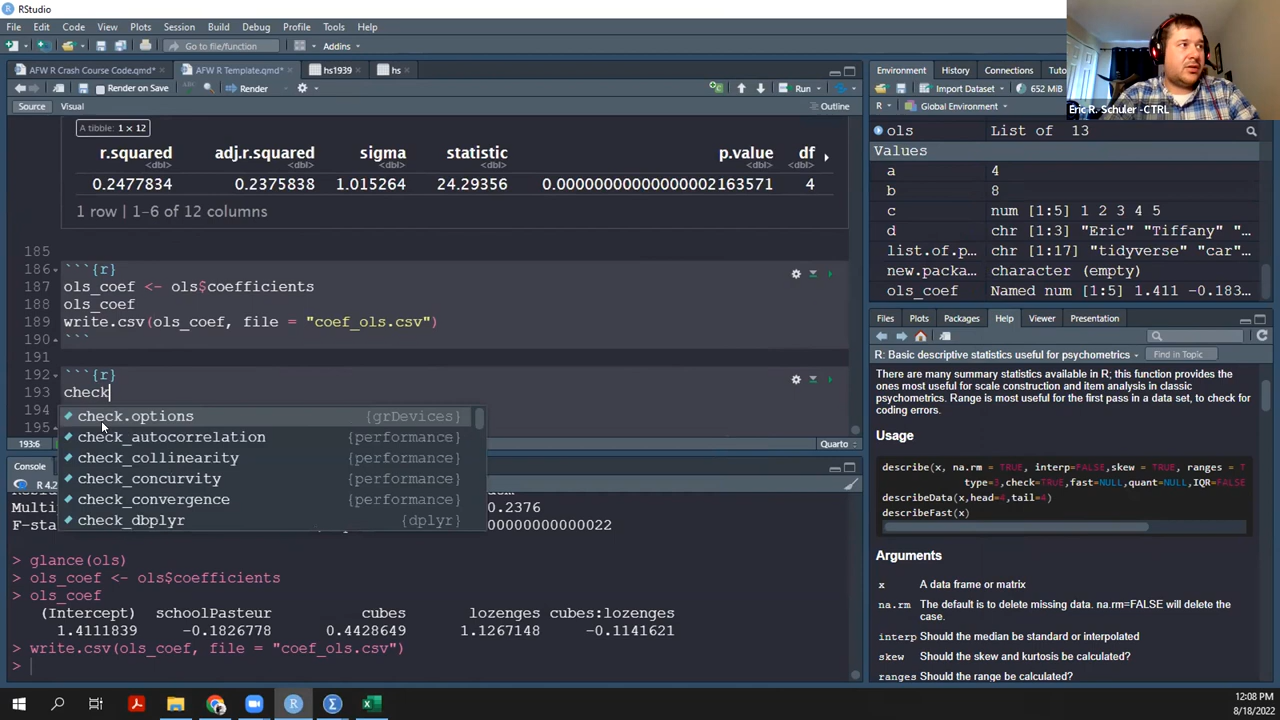 RStudio
File Edit Code View Plots Session Build Debug Profile Tools Help
Go to file/function Addins
AFW R Crash Course Code.qmd* AFW R Template.qmd* hs1939 hs
Render on Save Render Run
Source Visual Outline
A tibble: 1 × 12
r.squared adj.r.squared sigma statistic p.value df
<dbl> <dbl> <dbl> <dbl> <dbl> <dbl>
0.2477834 0.2375838 1.015264 24.29356 0.00000000000000002163571 4
1 row | 1-6 of 12 columns
185
186 ```{r}
187 ols_coef <- ols$coefficients
188 ols_coef
189 write.csv(ols_coef, file = "coef_ols.csv")
190 ```
191
192 ```{r}
193 check
194
195
check.options {grDevices}
check_autocorrelation {performance}
check_collinearity {performance}
check_concurvity {performance}
check_convergence {performance}
check_dbplyr {dplyr}
193:6 Quarto
Console
R 4.2
Multi 0.2376
F-sta 000000000000022
> glance(ols)
> ols_coef <- ols$coefficients
> ols_coef
(Intercept) schoolPasteur cubes lozenges cubes:lozenges
1.4111839 -0.1826778 0.4428649 1.1267148 -0.1141621
> write.csv(ols_coef, file = "coef_ols.csv")
>
Environment History Connections Tuto
Import Dataset 652 MiB
R Global Environment
ols List of 13
Values
a 4
b 8
c num [1:5] 1 2 3 4 5
d chr [1:3] "Eric" "Tiffany" "…
list.of.p… chr [1:17] "tidyverse" "car"…
new.packa… character (empty)
ols_coef Named num [1:5] 1.411 -0.183…
Files Plots Packages Help Viewer Presentation
R: Basic descriptive statistics useful for psychometrics Find in Topic
There are many summary statistics available in R; this function provides the
ones most useful for scale construction and item analysis in classic
psychometrics. Range is most useful for the first pass in a data set, to check for
coding errors.
Usage
describe(x, na.rm = TRUE, interp=FALSE,skew = TRUE, ranges = T
type=3,check=TRUE,fast=NULL,quant=NULL,IQR=FALSE
describeData(x,head=4,tail=4)
describeFast(x)
Arguments
x A data frame or matrix
na.rm The default is to delete missing data. na.rm=FALSE will delete the
case.
interp Should the median be standard or interpolated
skew Should the skew and kurtosis be calculated?
ranges Should the range be calculated?
Eric R. Schuler -CTRL
12:08 PM
8/18/2022